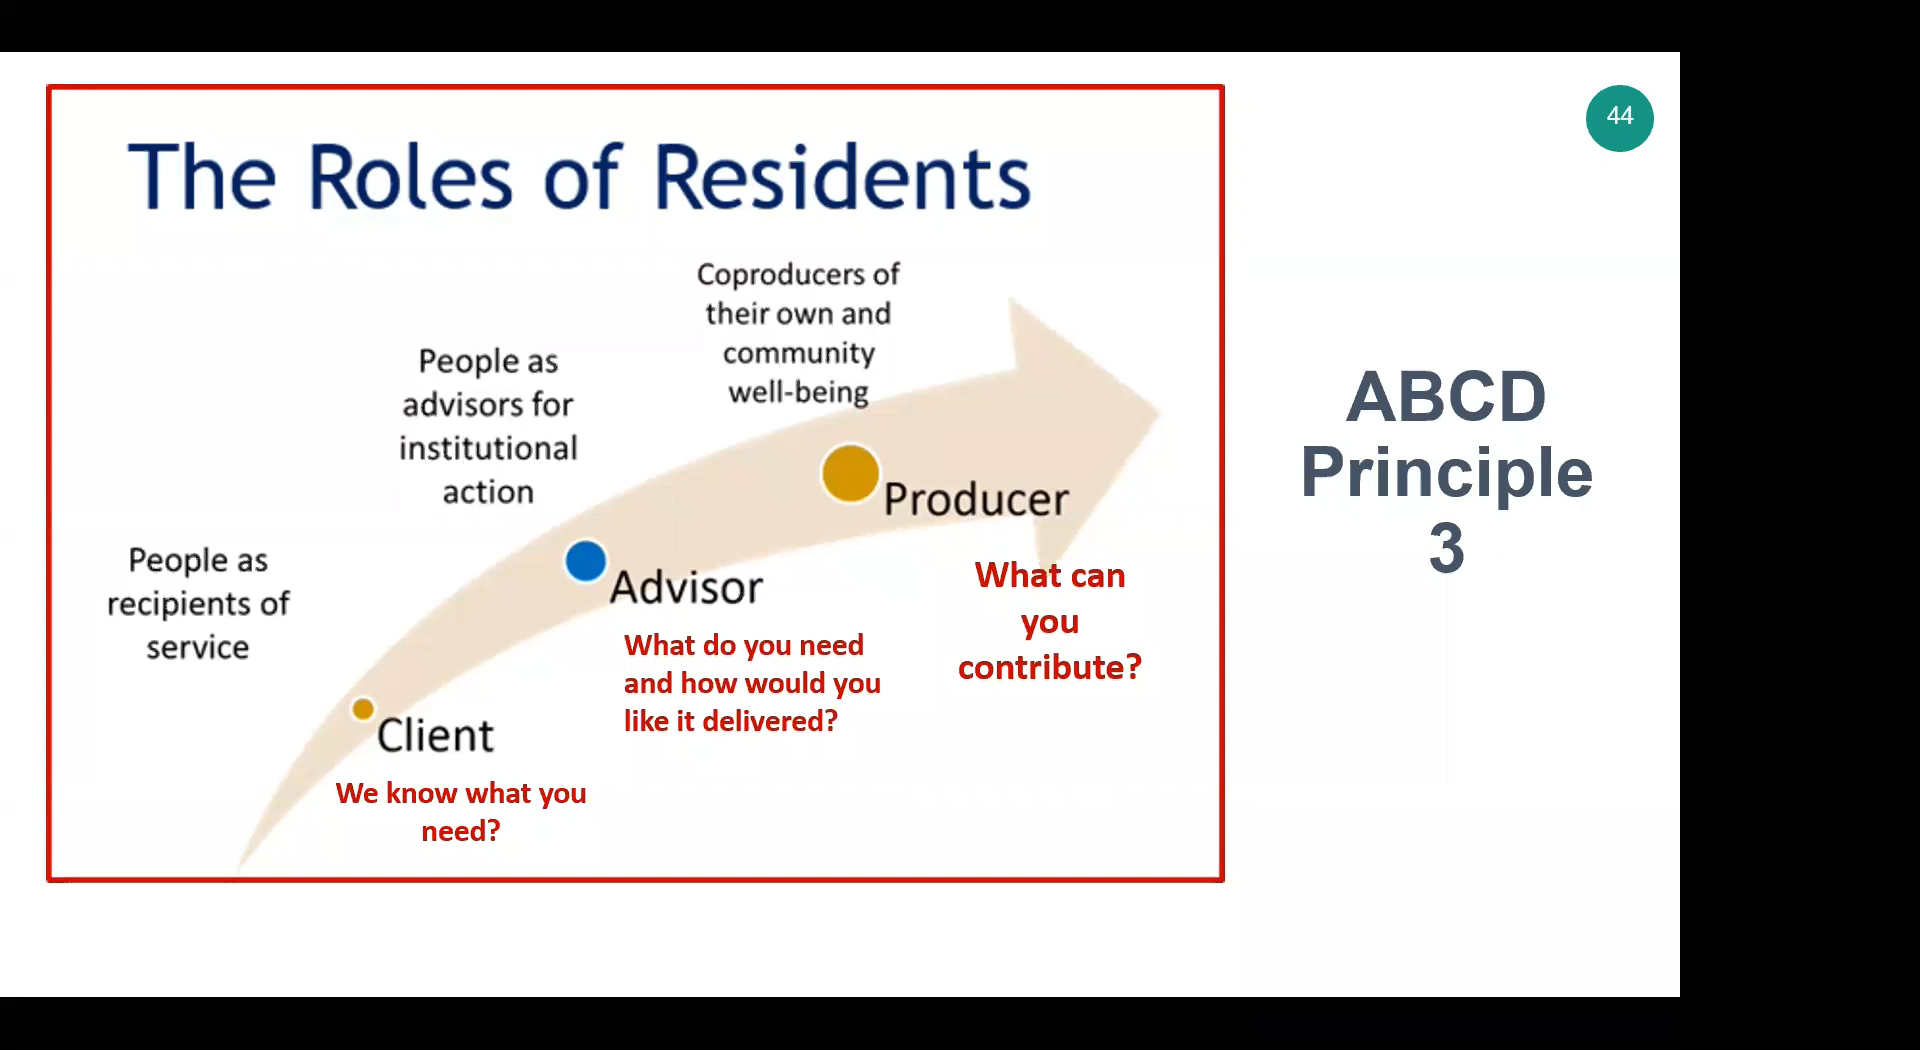 44
The Roles of Residents
Coproducers of
their own and
community
well-being
People as
advisors for
institutional
action
People as
recipients of
service
Producer
What can
you
contribute?
Advisor
What do you need
and how would you
like it delivered?
Client
We know what you
need?
ABCD
Principle
3